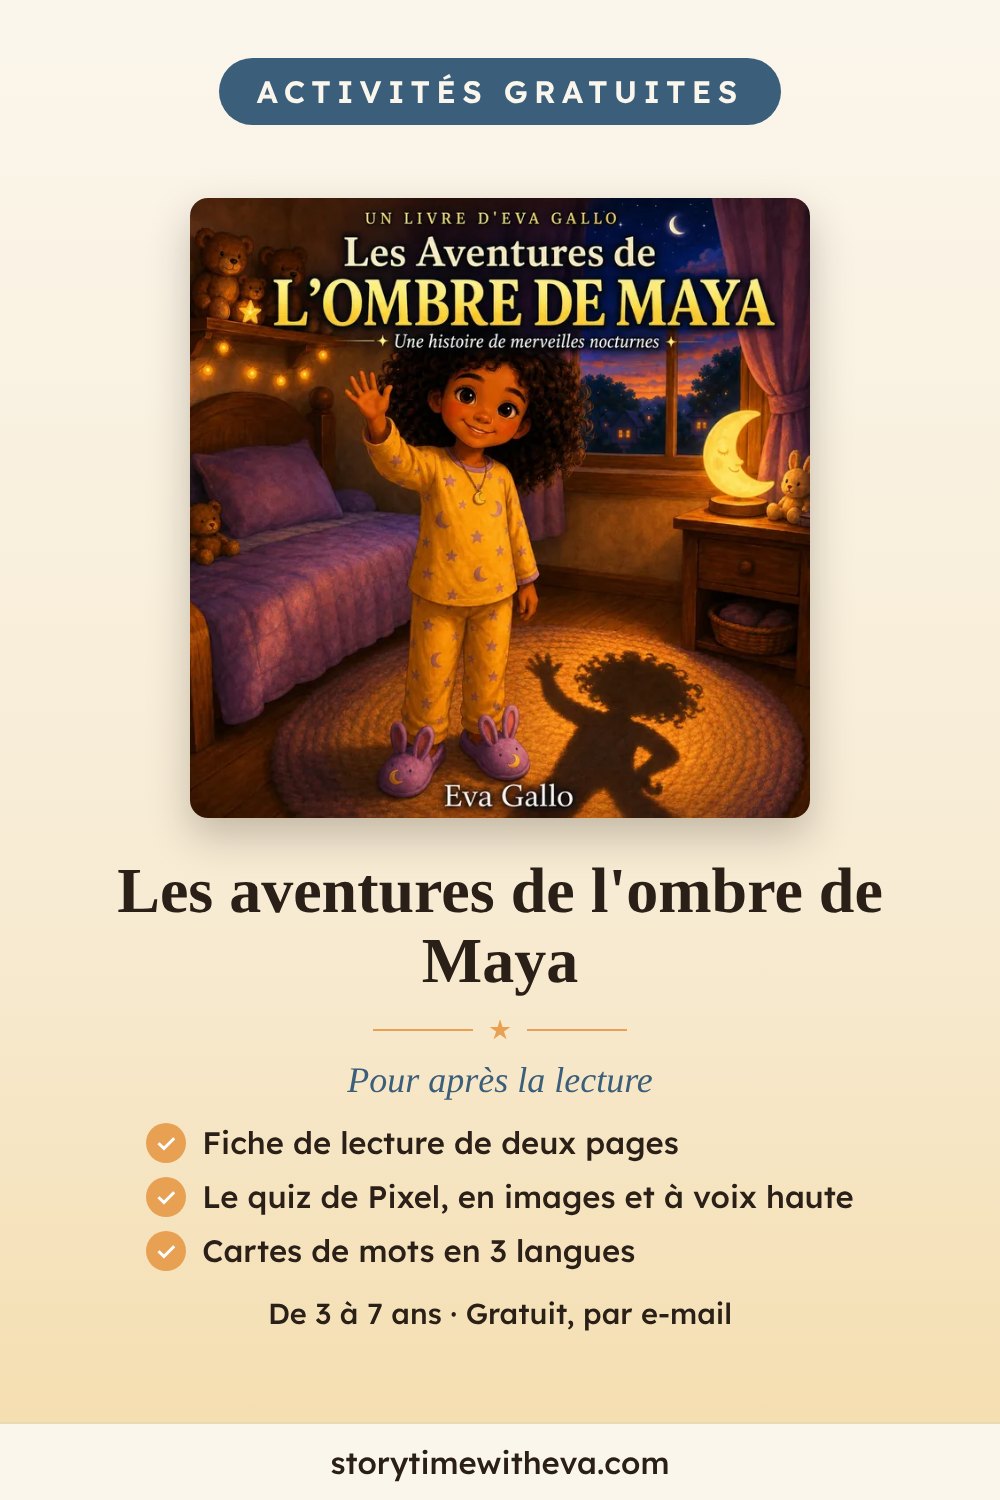 ACTIVITÉS GRATUITES
UN LIVRE D'EVA GALLO
Les Aventures de
L'OMBRE DE MAYA
Une histoire de merveilles nocturnes
Eva Gallo
Les aventures de l'ombre de
Maya
Pour après la lecture
Fiche de lecture de deux pages
Le quiz de Pixel, en images et à voix haute
Cartes de mots en 3 langues
De 3 à 7 ans · Gratuit, par e-mail
storytimewitheva.com